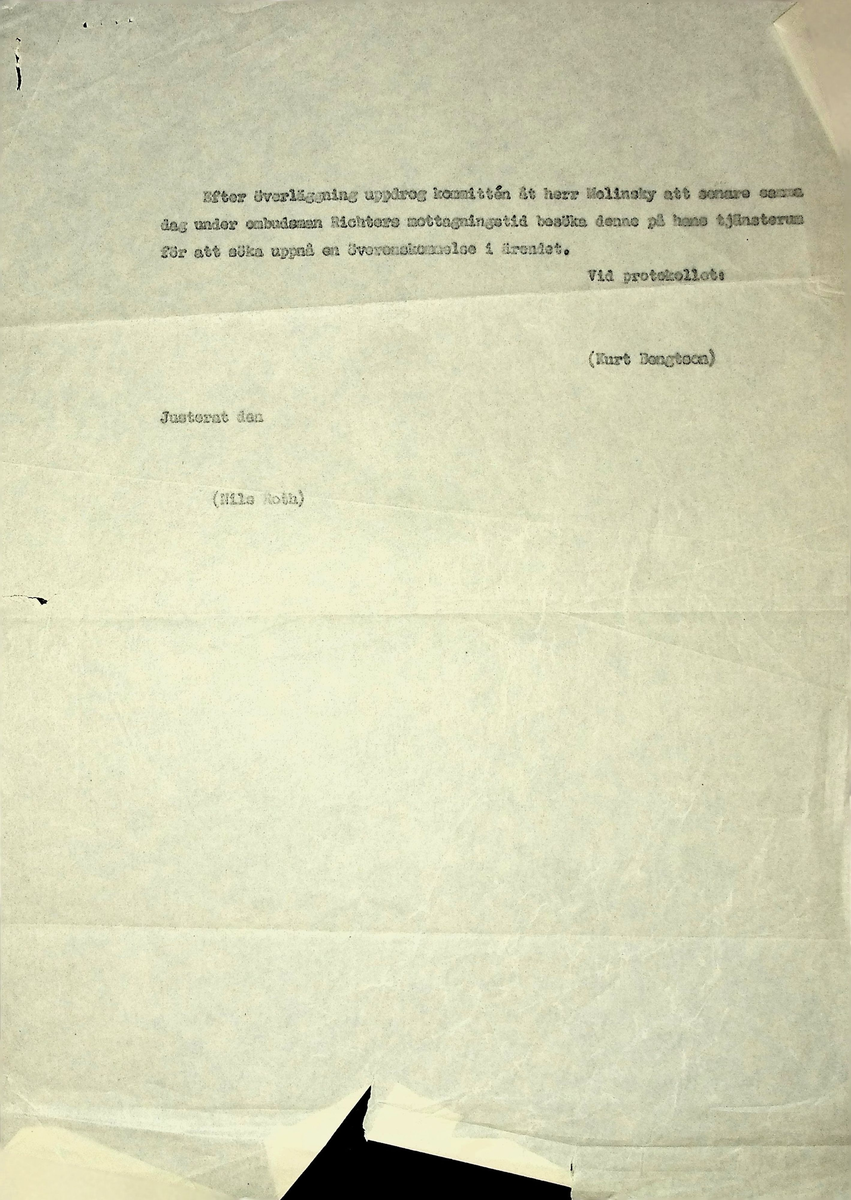 Efter överläggning uppdrog kommittén åt herr Molinsky att senare samma
dag under ombudsman Richters mottagningstid besöka denne på hans tjänsterum
för att söka uppnå en överenskommelse i ärendet.
Vid protokollet:
(Kurt Bengtson)
Justerat den
(Nils Roth)